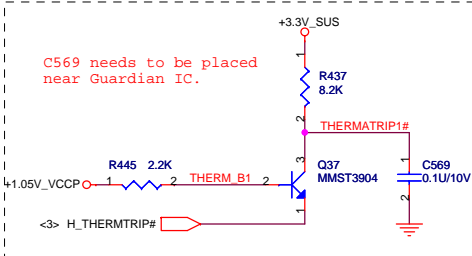 +3.3V_SUS
C569 needs to be placed
near Guardian IC.
1
R437
8.2K
2
THERMATRIP1#
R445 2.2K
THERM_B1
3
Q37
MMST3904
1
C569
0.1U/10V
2
+1.05V_VCCP 1 2 2
1
<3> H_THERMTRIP#